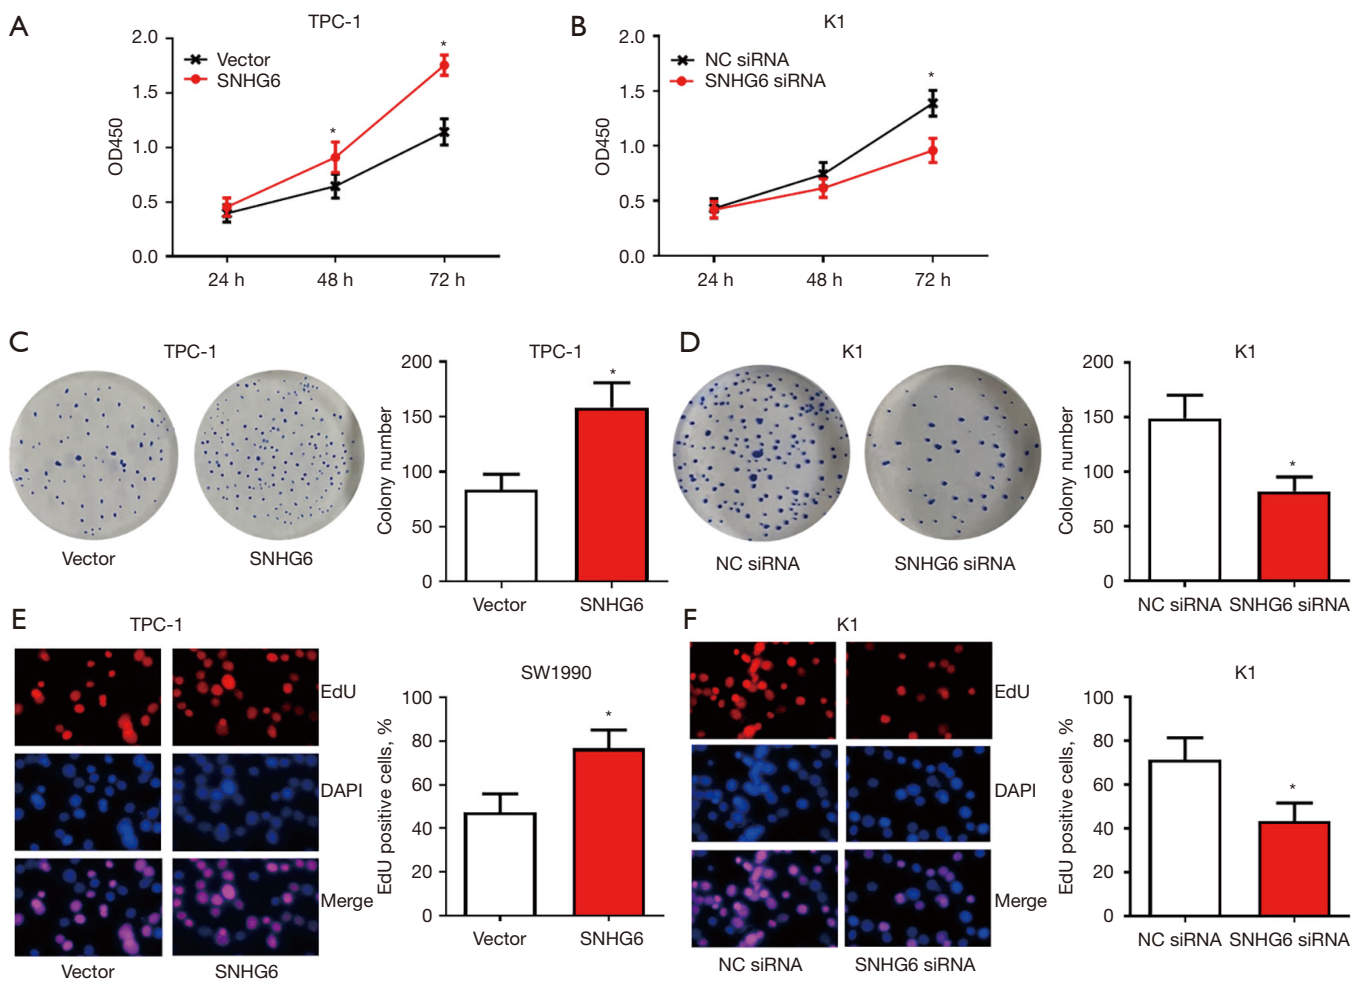 A
TPC-1
2.0
1.5
1.0
0.5
0.0
OD450
Vector
SNHG6
*
*
24 h
48 h
72 h
B
K1
2.0
1.5
1.0
0.5
0.0
OD450
NC siRNA
SNHG6 siRNA
*
24 h
48 h
72 h
C
TPC-1
Vector
SNHG6
TPC-1
200
150
100
50
0
Colony number
*
Vector
SNHG6
D
K1
NC siRNA
SNHG6 siRNA
K1
200
150
100
50
0
Colony number
*
NC siRNA
SNHG6 siRNA
E
TPC-1
EdU
DAPI
Merge
Vector
SNHG6
SW1990
100
80
60
40
20
0
EdU positive cells, %
*
Vector
SNHG6
F
K1
EdU
DAPI
Merge
NC siRNA
SNHG6 siRNA
K1
100
80
60
40
20
0
EdU positive cells, %
*
NC siRNA
SNHG6 siRNA